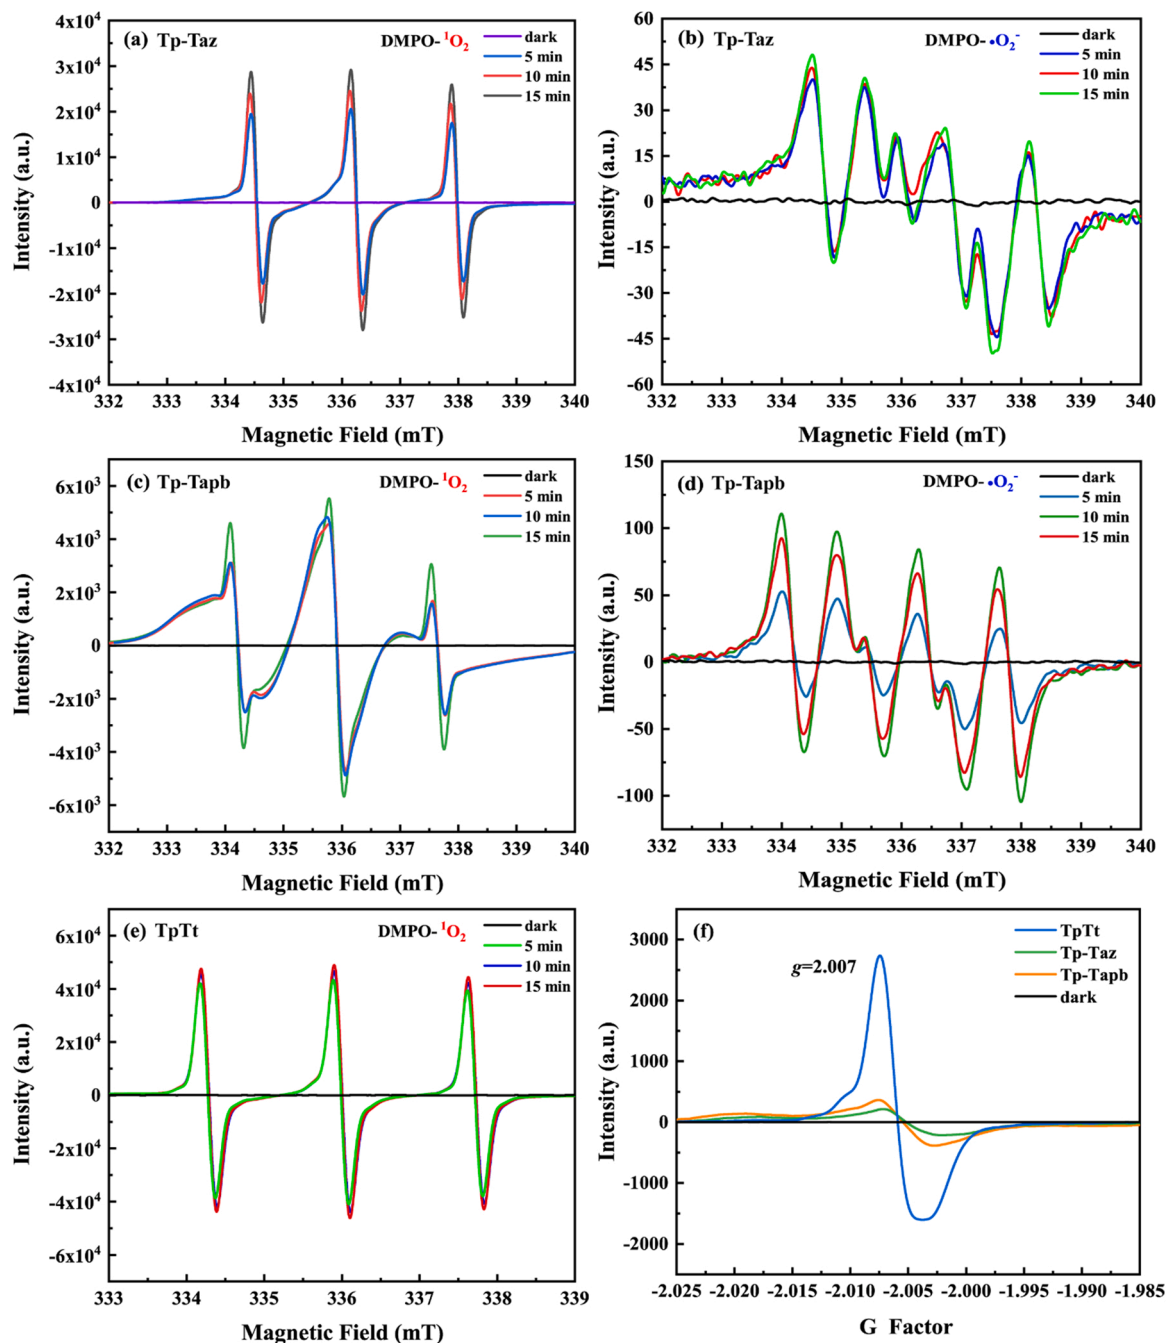 (a) Tp-Taz
DMPO-¹O₂
dark
5 min
10 min
15 min
4x10⁴
3x10⁴
2x10⁴
1x10⁴
0
-1x10⁴
-2x10⁴
-3x10⁴
-4x10⁴
Intensity (a.u.)
332 333 334 335 336 337 338 339 340
Magnetic Field (mT)
(b) Tp-Taz
DMPO-•O₂⁻
dark
5 min
10 min
15 min
60
45
30
15
0
-15
-30
-45
-60
Intensity (a.u.)
332 333 334 335 336 337 338 339 340
Magnetic Field (mT)
(c) Tp-Tapb
DMPO-¹O₂
dark
5 min
10 min
15 min
6x10³
4x10³
2x10³
0
-2x10³
-4x10³
-6x10³
Intensity (a.u.)
332 333 334 335 336 337 338 339 340
Magnetic Field (mT)
(d) Tp-Tapb
DMPO-•O₂⁻
dark
5 min
10 min
15 min
150
100
50
0
-50
-100
Intensity (a.u.)
332 333 334 335 336 337 338 339 340
Magnetic Field (mT)
(e) TpTt
DMPO-¹O₂
dark
5 min
10 min
15 min
6x10⁴
4x10⁴
2x10⁴
0
-2x10⁴
-4x10⁴
-6x10⁴
Intensity (a.u.)
333 334 335 336 337 338 339
Magnetic Field (mT)
(f)
g=2.007
TpTt
Tp-Taz
Tp-Tapb
dark
3000
2000
1000
0
-1000
-2000
Intensity (a.u.)
-2.025 -2.020 -2.015 -2.010 -2.005 -2.000 -1.995 -1.990 -1.985
G Factor